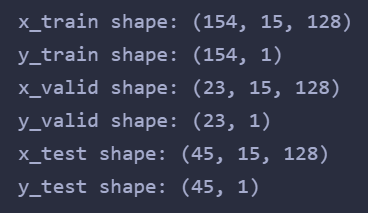 x_train shape: (154, 15, 128)
y_train shape: (154, 1)
x_valid shape: (23, 15, 128)
y_valid shape: (23, 1)
x_test shape: (45, 15, 128)
y_test shape: (45, 1)